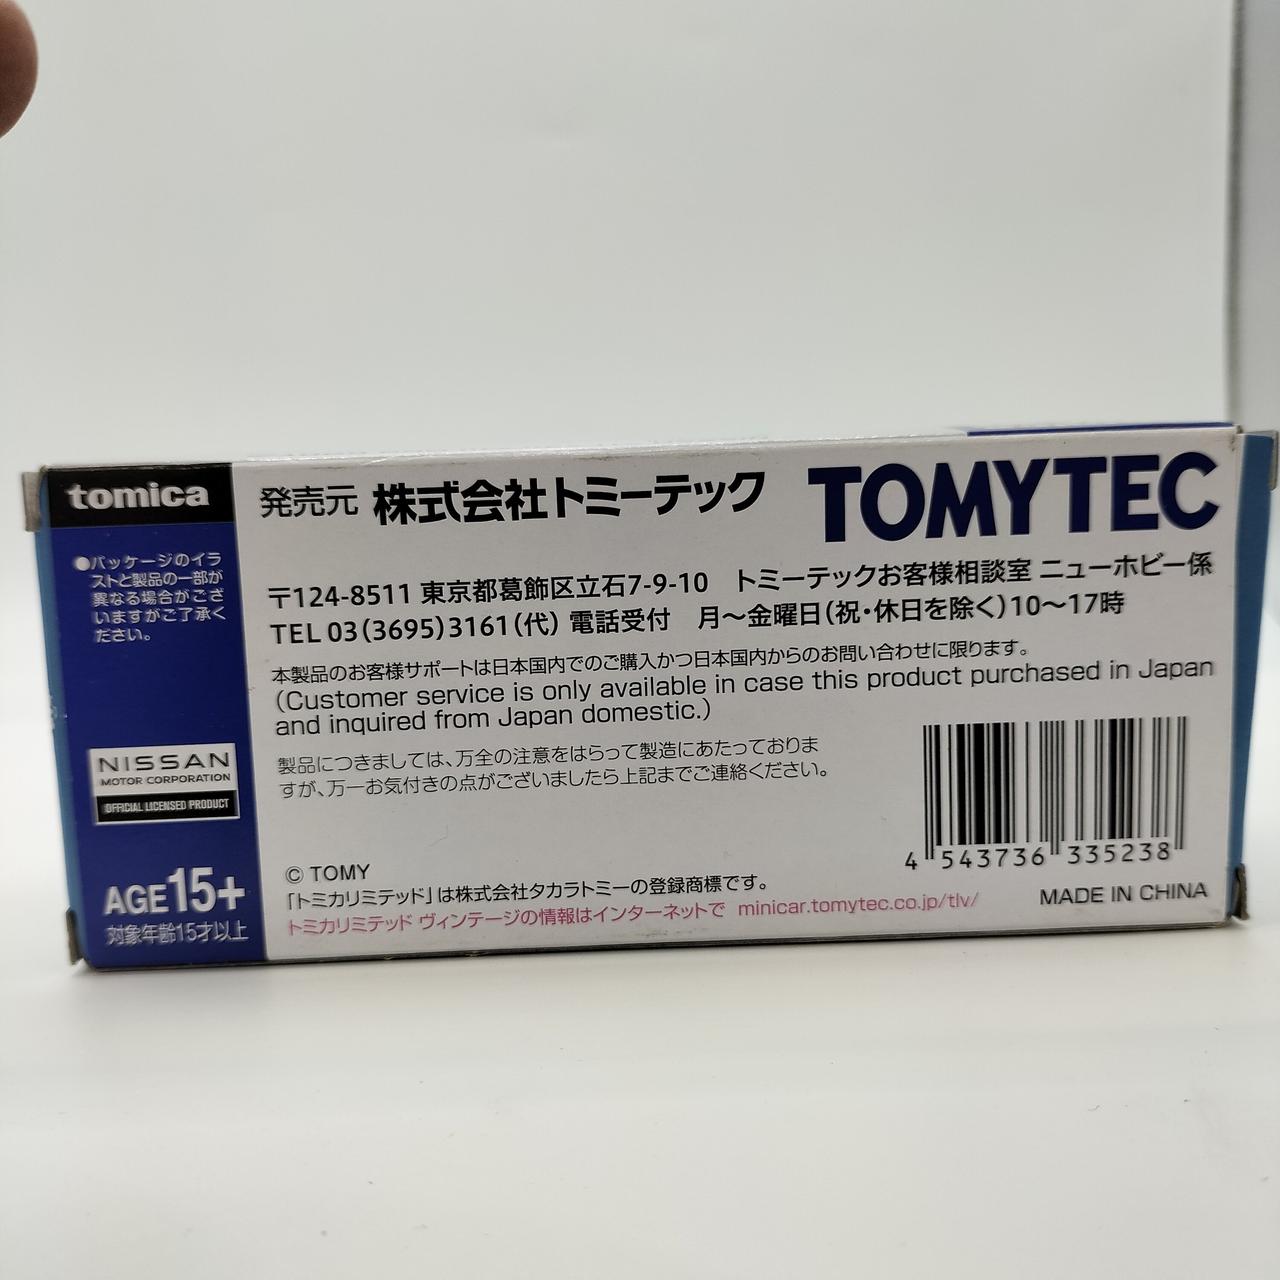 tomica
●パッケージのイラ
ストと製品の一部が
異なる場合がござ
いますがご了承く
ださい。
NISSAN
MOTOR CORPORATION
OFFICIAL LICENSED PRODUCT
AGE 15+
対象年齢15才以上
発売元 株式会社トミーテック TOMYTEC
〒124-8511 東京都葛飾区立石7-9-10 トミーテックお客様相談室 ニューホビー係
TEL 03(3695)3161(代) 電話受付 月〜金曜日(祝・休日を除く)10〜17時
本製品のお客様サポートは日本国内でのご購入かつ日本国内からのお問い合わせに限ります。
(Customer service is only available in case this product purchased in Japan
and inquired from Japan domestic.)
製品につきましては、万全の注意をはらって製造にあたっておりま
すが、万一お気付きの点がございましたら上記までご連絡ください。
4 543736 335238
© TOMY
「トミカリミテッド」は株式会社タカラトミーの登録商標です。
トミカリミテッド ヴィンテージの情報はインターネットで minicar.tomytec.co.jp/tlv/
MADE IN CHINA